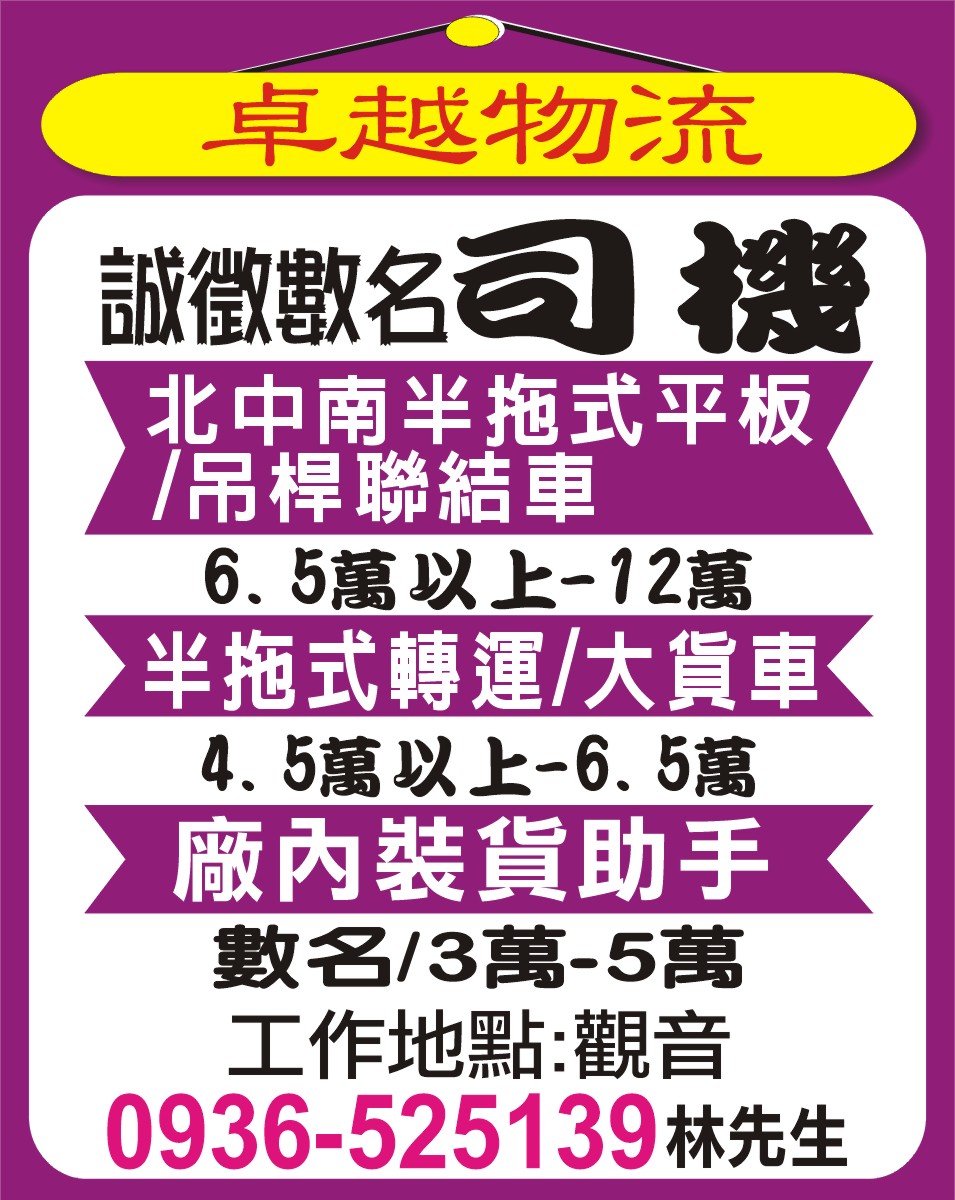 卓越物流
誠徵數名司機
北中南半拖式平板
/吊桿聯結車
6.5萬以上-12萬
半拖式轉運/大貨車
4.5萬以上-6.5萬
廠內裝貨助手
數名/3萬-5萬
工作地點:觀音
0936-525139林先生